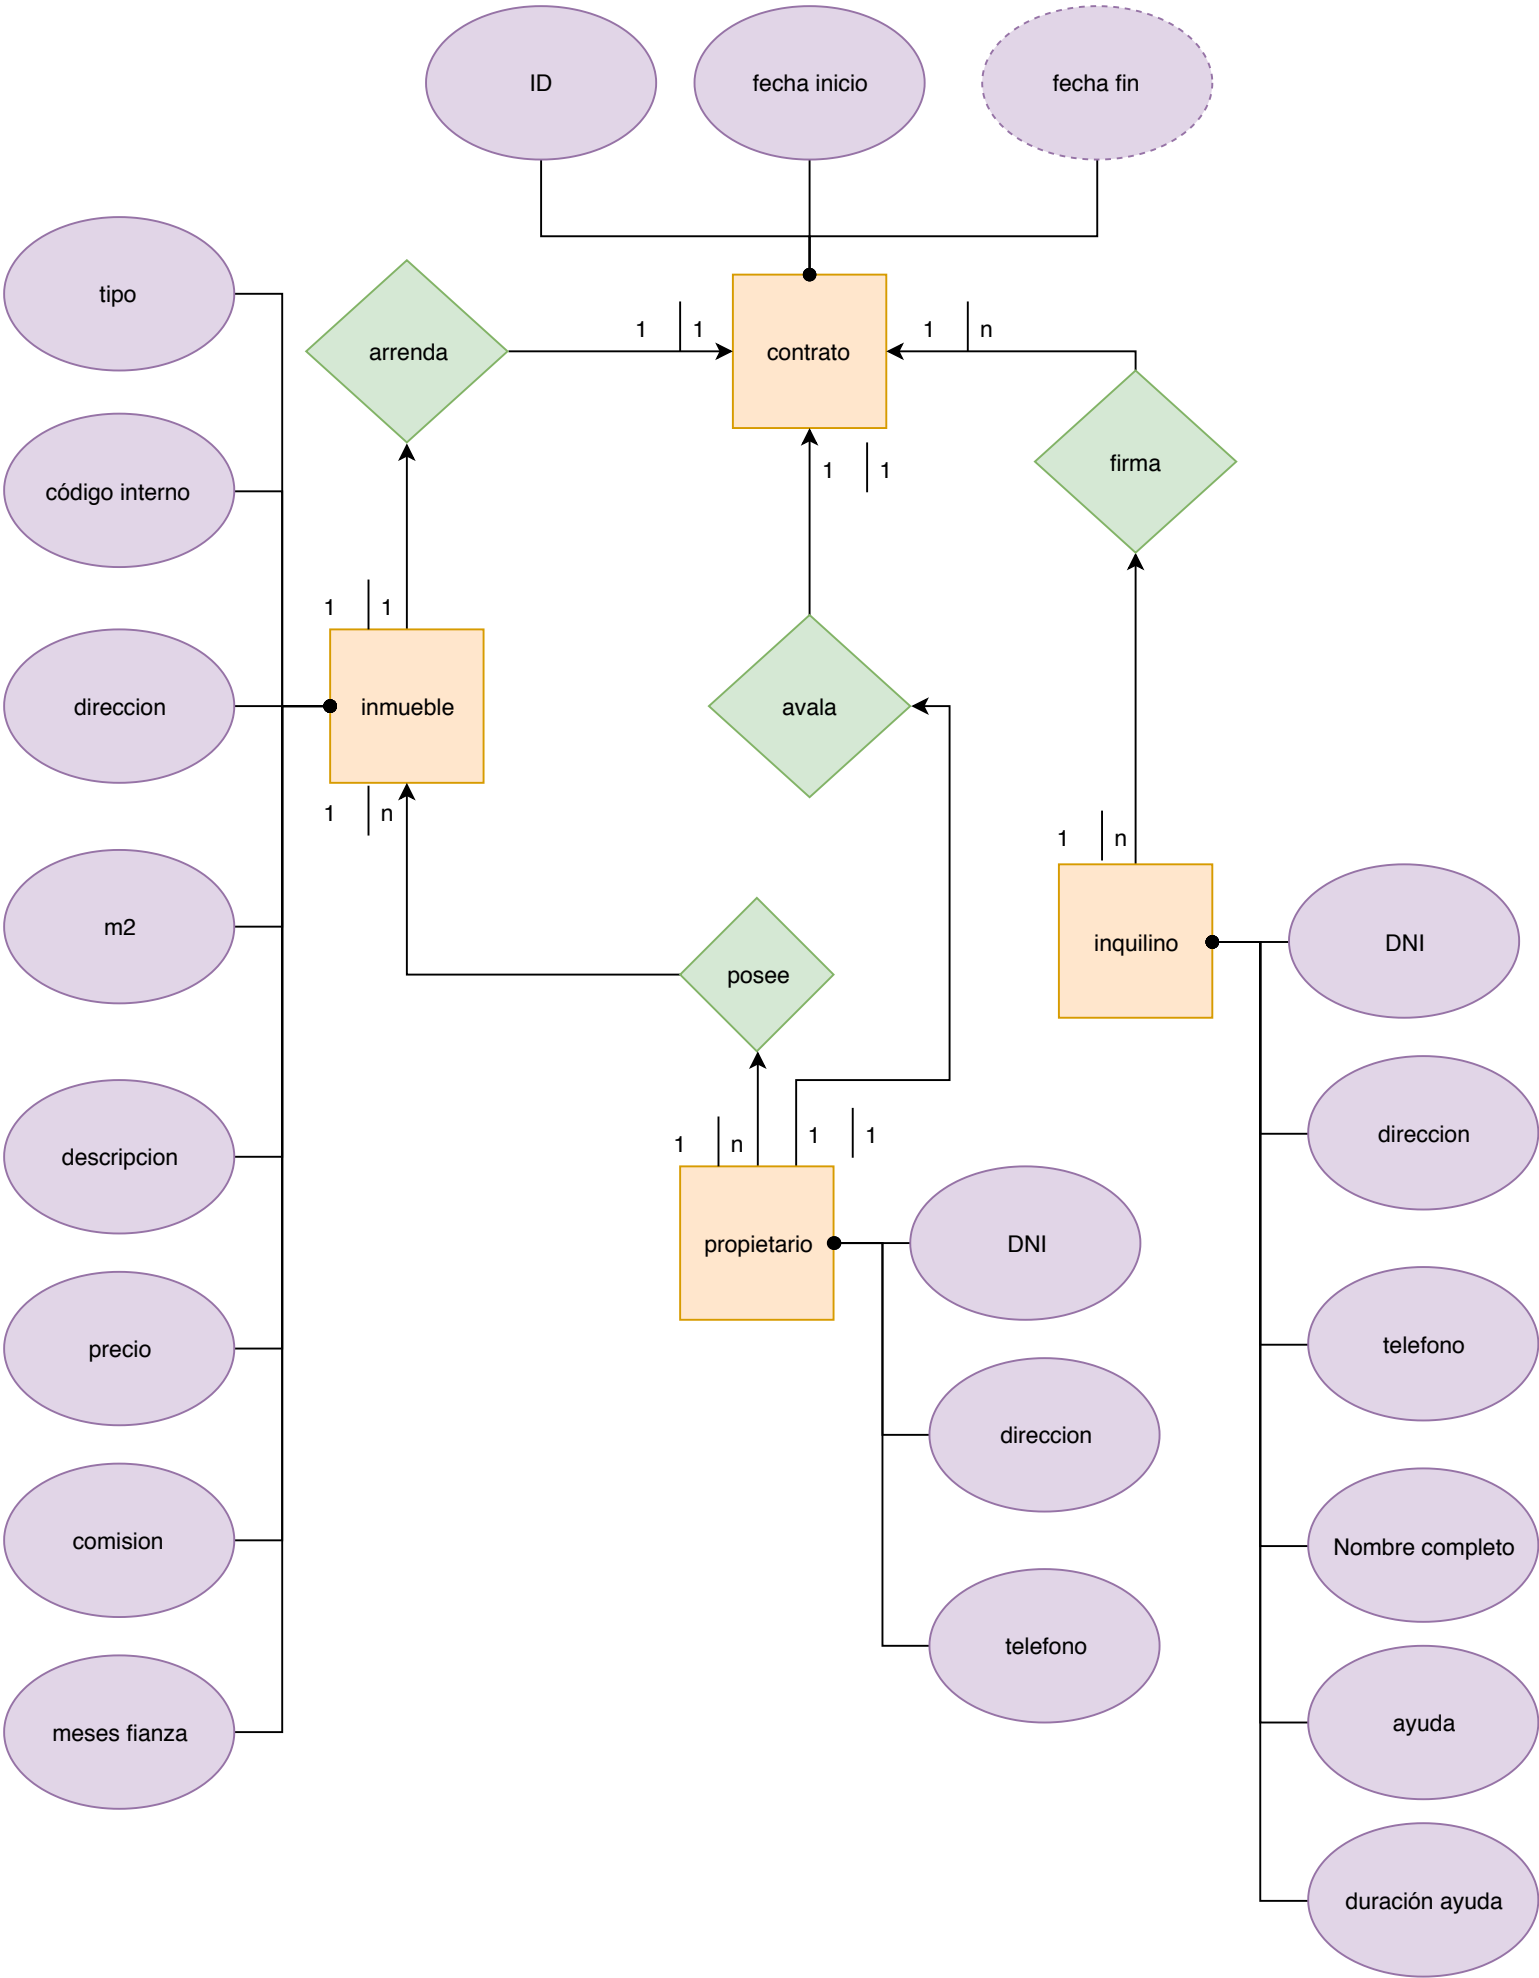 ID
fecha inicio
fecha fin
tipo
arrenda
1 1
contrato
1 n
código interno
1 1
firma
1 1
direccion
inmueble
avala
1 n
1 n
m2
posee
inquilino
DNI
1 n
1 1
descripcion
direccion
propietario
DNI
precio
telefono
direccion
comision
Nombre completo
telefono
meses fianza
ayuda
duración ayuda